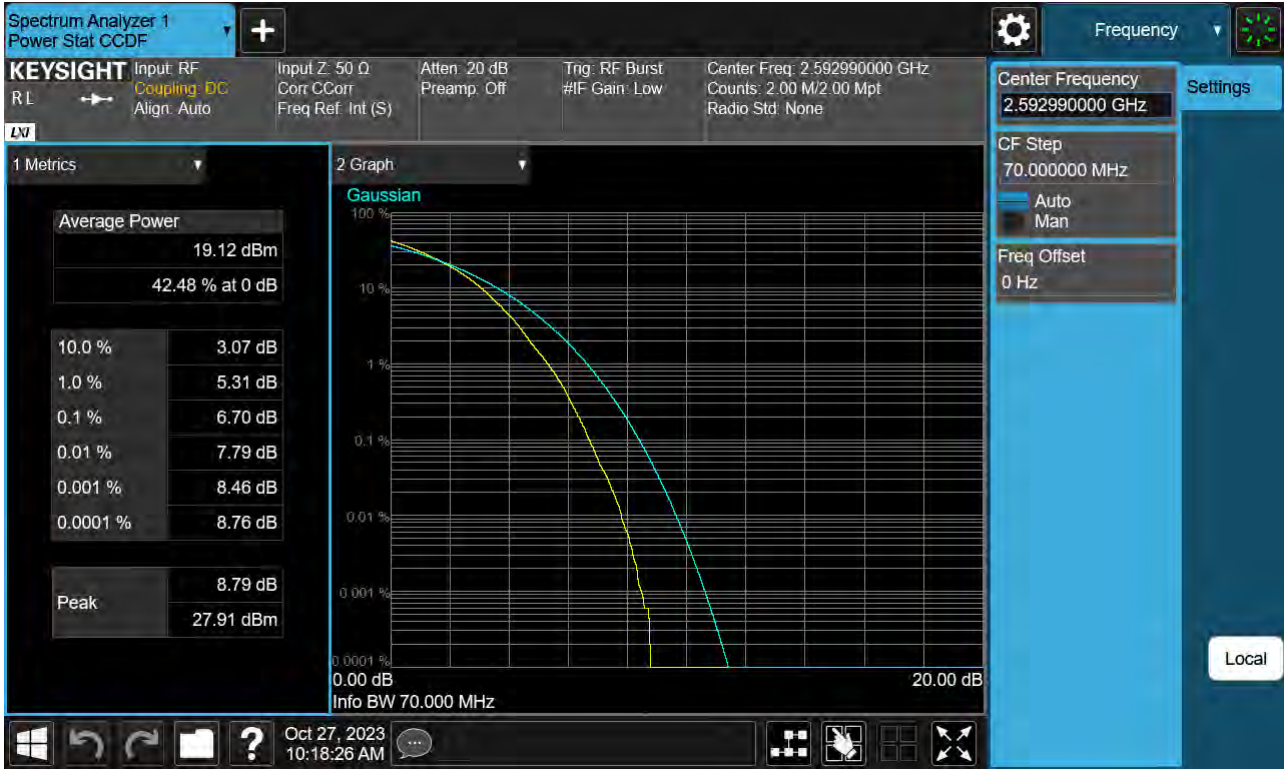 Spectrum Analyzer 1
Power Stat CCDF
+
Frequency
KEYSIGHT
R L
LXI
Input: RF
Coupling: DC
Align: Auto
Input Z: 50 Ω
Corr CCorr
Freq Ref: Int (S)
Atten: 20 dB
Preamp: Off
Trig: RF Burst
#IF Gain: Low
Center Freq: 2.592990000 GHz
Counts: 2.00 M/2.00 Mpt
Radio Std: None
Center Frequency
2.592990000 GHz
Settings
CF Step
70.000000 MHz
Auto
Man
Freq Offset
0 Hz
1 Metrics
Average Power
19.12 dBm
42.48 % at 0 dB
10.0 % 3.07 dB
1.0 % 5.31 dB
0.1 % 6.70 dB
0.01 % 7.79 dB
0.001 % 8.46 dB
0.0001 % 8.76 dB
Peak
8.79 dB
27.91 dBm
2 Graph
Gaussian
100 %
10 %
1 %
0.1 %
0.01 %
0.001 %
0.0001 %
0.00 dB 20.00 dB
Info BW 70.000 MHz
Local
?
Oct 27, 2023
10:18:26 AM